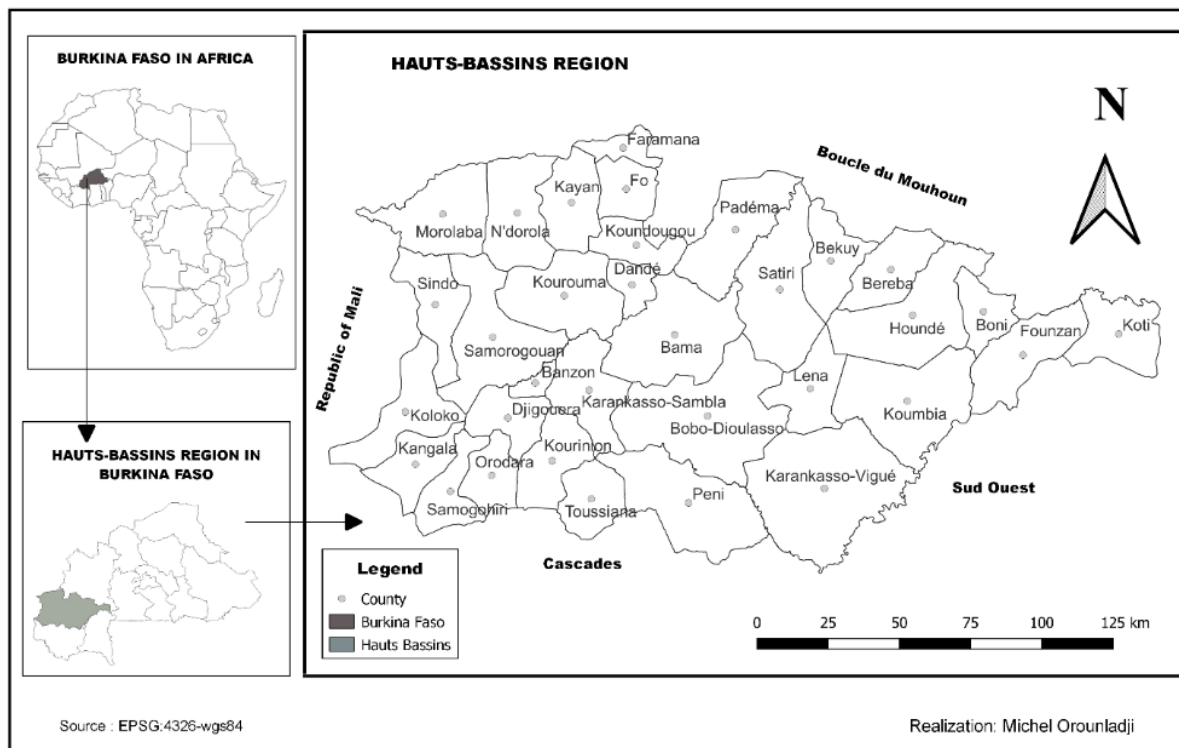 BURKINA FASO IN AFRICA
HAUTS-BASSINS REGION IN
BURKINA FASO
HAUTS-BASSINS REGION
N
Boucle du Mouhoun
Republic of Mali
Sud Ouest
Cascades
Faramana
Fo
Kayan
Padéma
Morolaba
N'dorola
Koundougou
Bekuy
Dandé
Satiri
Sindo
Kourouma
Bereba
Houndé
Boni
Founzan
Koti
Samorogouan
Bama
Banzon
Lena
Karankasso-Sambla
Koumbia
Koloko
Djigouera
Bobo-Dioulasso
Kangala
Kourinion
Orodara
Karankasso-Vigué
Samogohiri
Toussiana
Peni
Legend
County
Burkina Faso
Hauts Bassins
0 25 50 75 100 125 km
Source : EPSG:4326-wgs84
Realization: Michel Orounladji